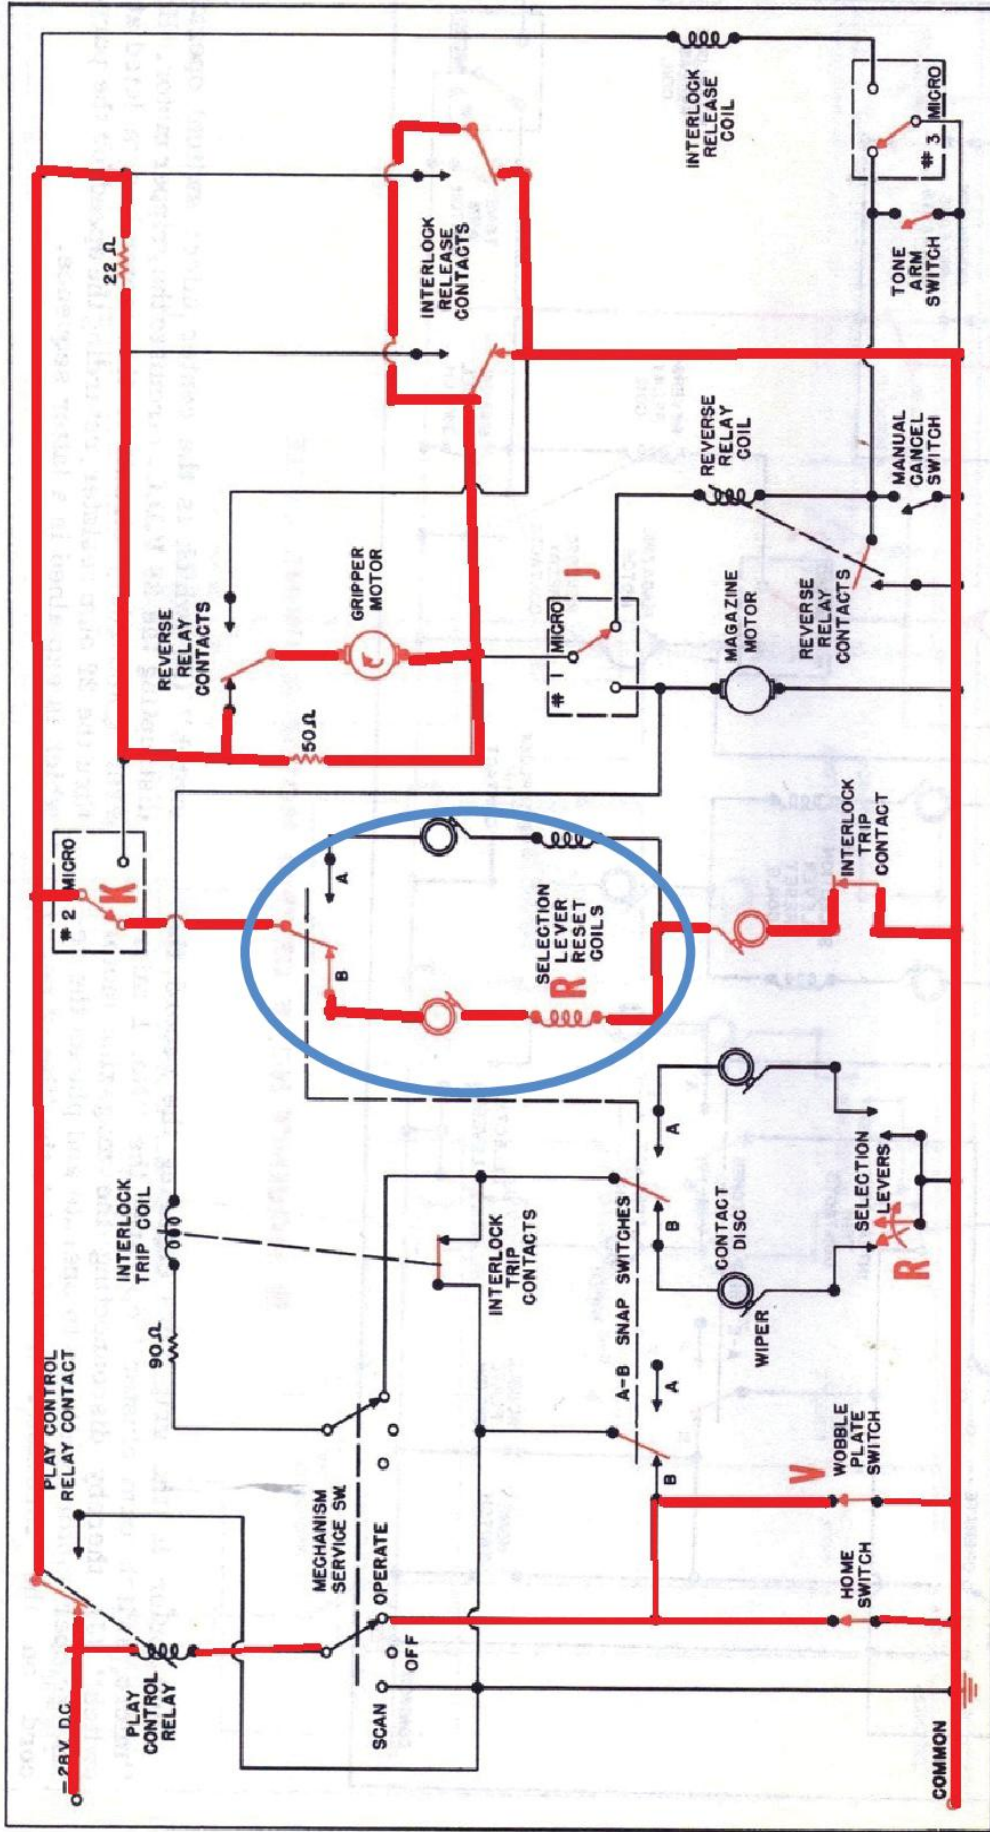 -28V D.C.
PLAY CONTROL
RELAY CONTACT
PLAY
CONTROL
RELAY
90Ω
INTERLOCK
TRIP COIL
# 2 MICRO
K
22 Ω
INTERLOCK
RELEASE
COIL
# 3 MICRO
MECHANISM
SERVICE SW.
SCAN
OFF
OPERATE
INTERLOCK
TRIP
CONTACTS
A
B
50Ω
REVERSE
RELAY
CONTACTS
GRIPPER
MOTOR
C
INTERLOCK
RELEASE
CONTACTS
SELECTION
LEVER
RESET
COILS
R
# 1 MICRO
J
REVERSE
RELAY
COIL
TONE
ARM
SWITCH
A-B SNAP SWITCHES
B
A
B
A
CONTACT
DISC
WIPER
SELECTION
LEVERS
R
HOME
SWITCH
V
WOBBLE
PLATE
SWITCH
INTERLOCK
TRIP
CONTACT
MAGAZINE
MOTOR
REVERSE
RELAY
CONTACTS
MANUAL
CANCEL
SWITCH
COMMON